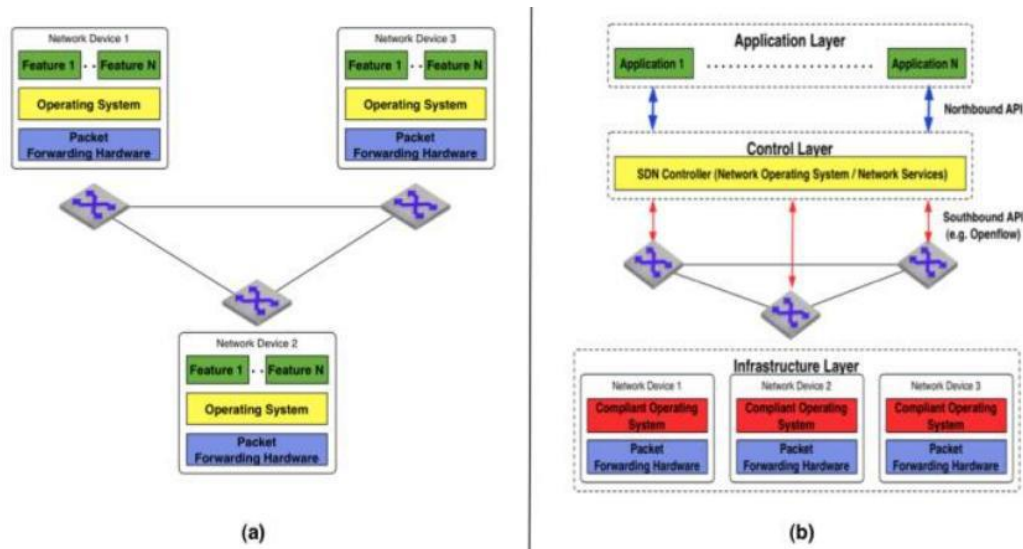 Network Device 1
Feature 1 . . Feature N
Operating System
Packet
Forwarding Hardware
Network Device 3
Feature 1 . . Feature N
Operating System
Packet
Forwarding Hardware
Network Device 2
Feature 1 . . Feature N
Operating System
Packet
Forwarding Hardware
(a)
Application Layer
Application 1
Application N
Northbound API
Control Layer
SDN Controller (Network Operating System / Network Services)
Southbound API
(e.g. Openflow)
Infrastructure Layer
Network Device 1
Compliant Operating
System
Packet
Forwarding Hardware
Network Device 2
Compliant Operating
System
Packet
Forwarding Hardware
Network Device 3
Compliant Operating
System
Packet
Forwarding Hardware
(b)